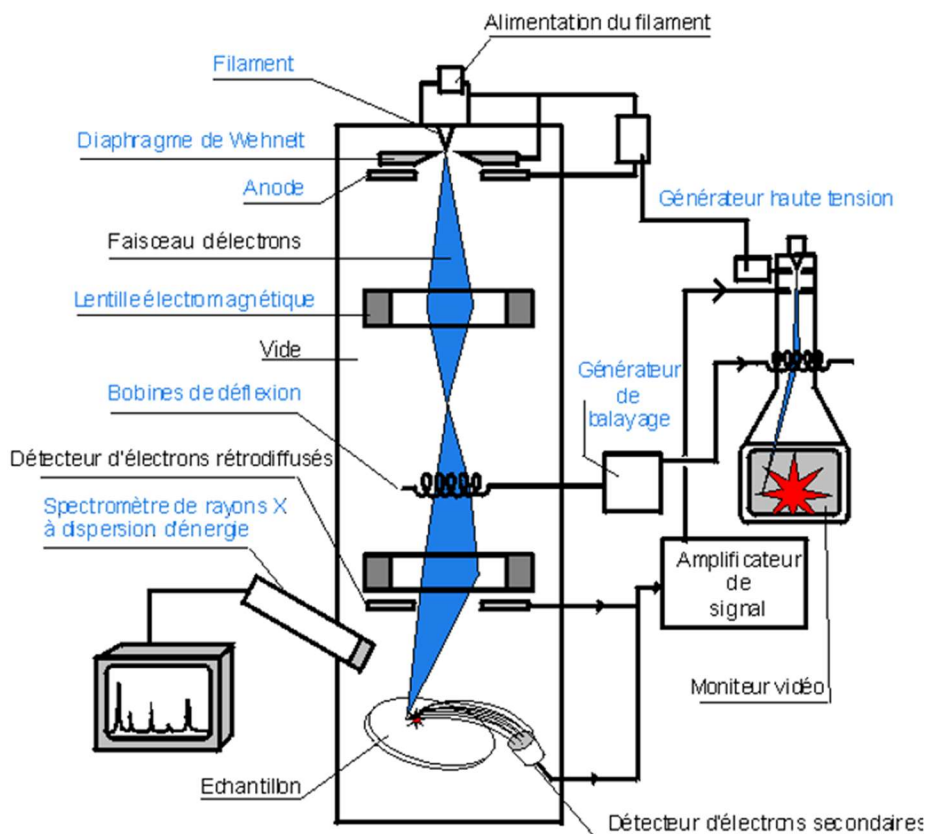 Alimentation du filament
Filament
Diaphragme de Wehnelt
Anode
Générateur haute tension
Faisceau délectrons
Lentille électromagnétique
Vide
Générateur
de
balayage
Bobines de déflexion
Détecteur d'électrons rétrodiffusés
Spectromètre de rayons X
à dispersion d'énergie
Amplificateur
de
signal
Moniteur vidéo
Echantillon
Détecteur d'électrons secondaires